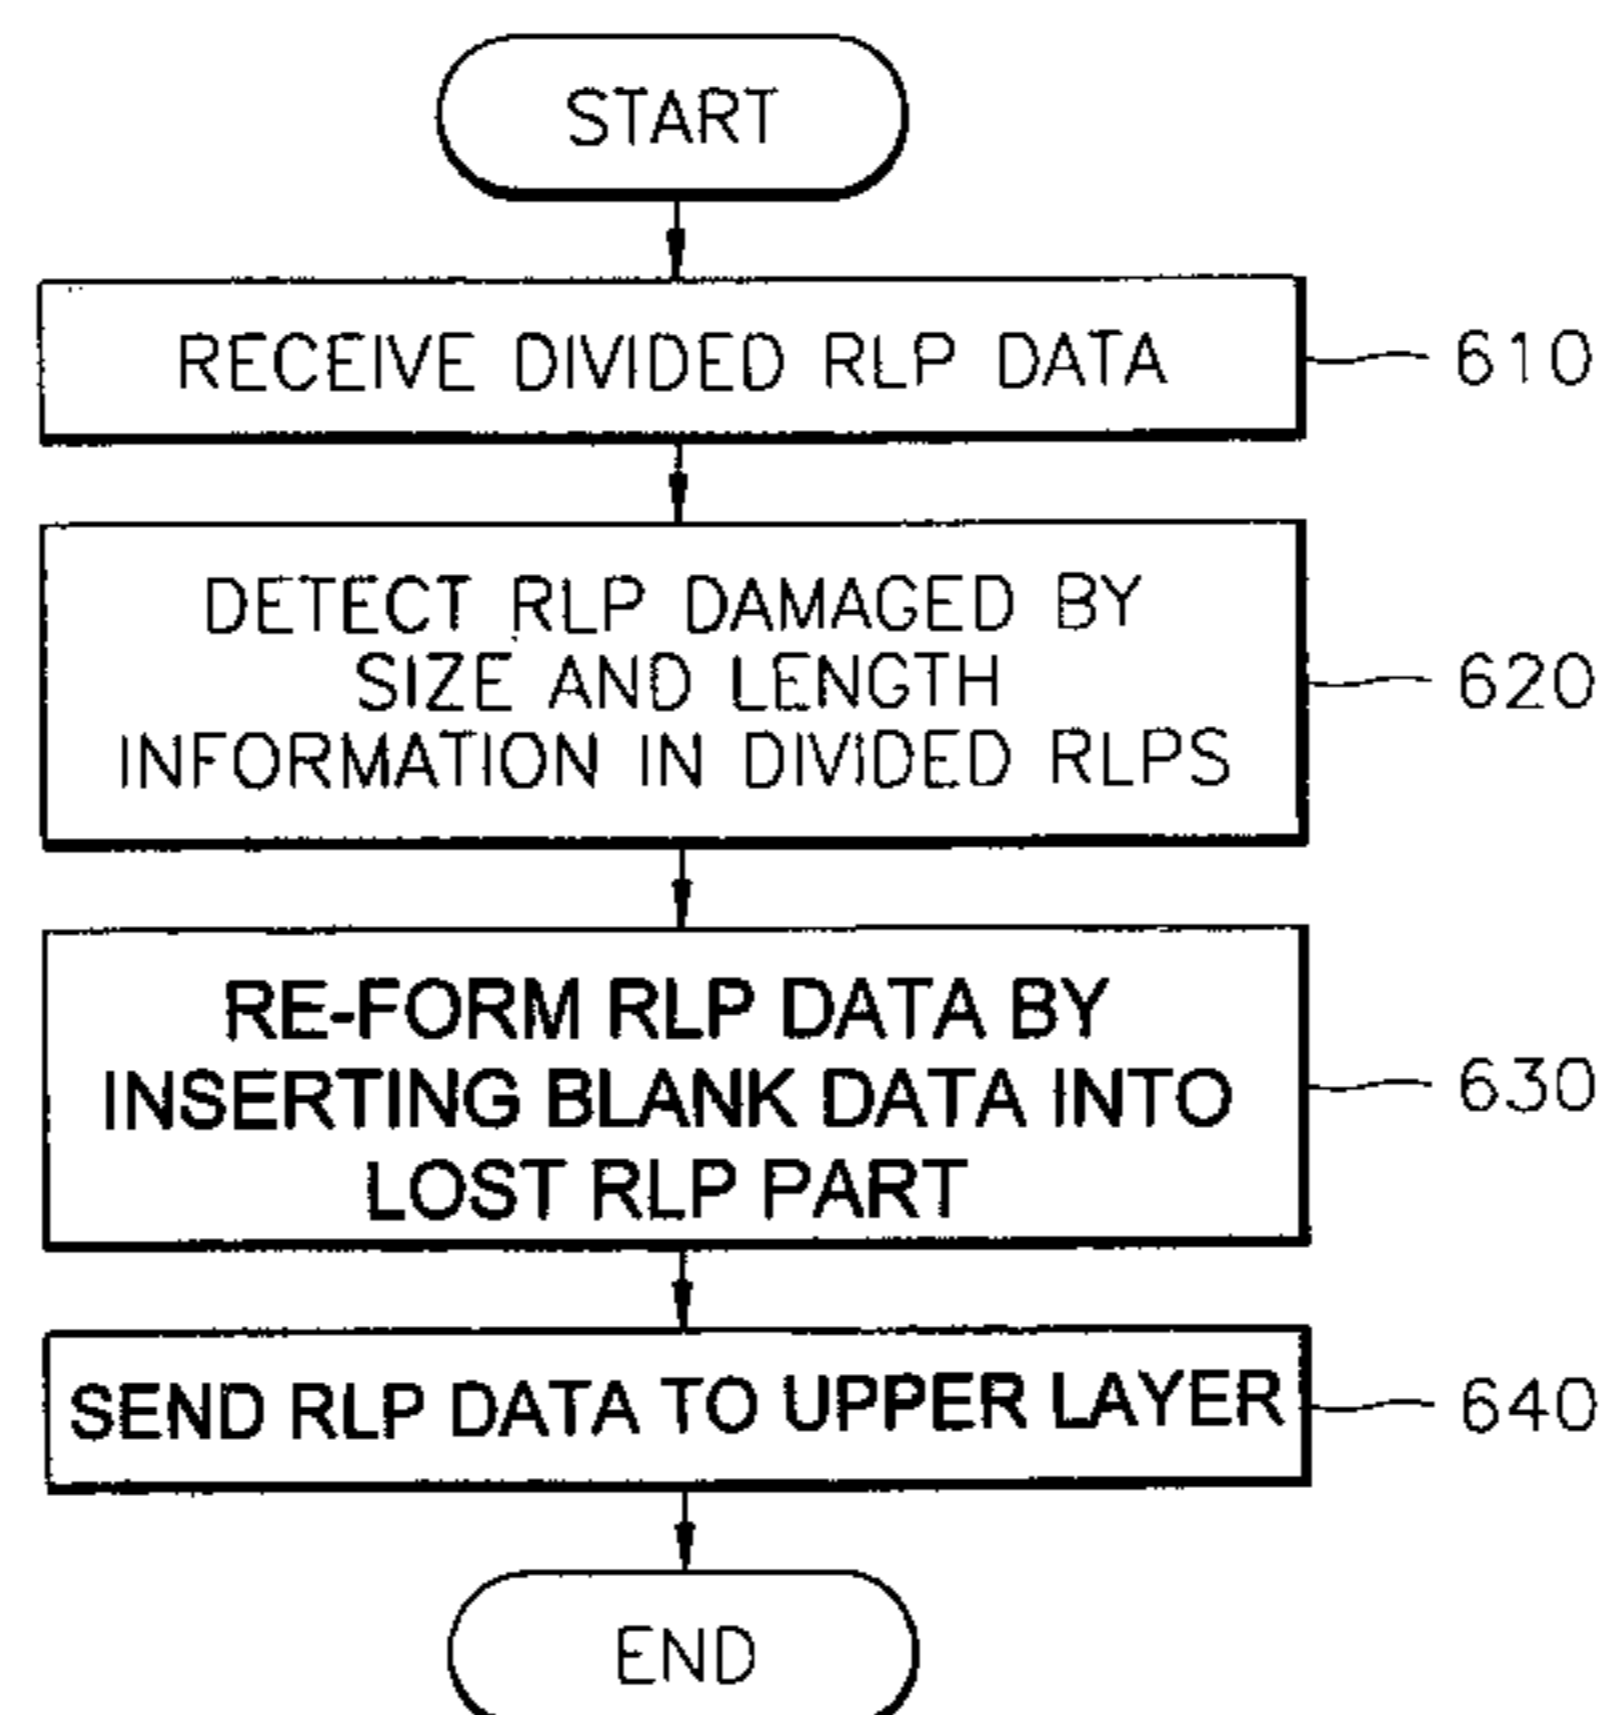 START
RECEIVE DIVIDED RLP DATA
610
DETECT RLP DAMAGED BY
SIZE AND LENGTH
INFORMATION IN DIVIDED RLPS
620
RE-FORM RLP DATA BY
INSERTING BLANK DATA INTO
LOST RLP PART
630
SEND RLP DATA TO UPPER LAYER
640
END